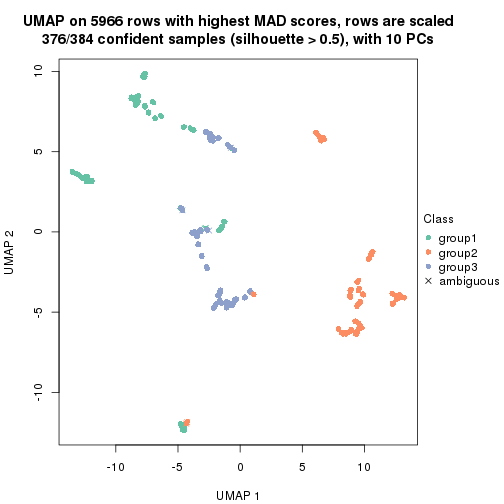 UMAP on 5966 rows with highest MAD scores, rows are scaled
376/384 confident samples (silhouette > 0.5), with 10 PCs
10
5
0
-5
-10
UMAP 2
-10
-5
0
5
10
UMAP 1
Class
group1
group2
group3
ambiguous